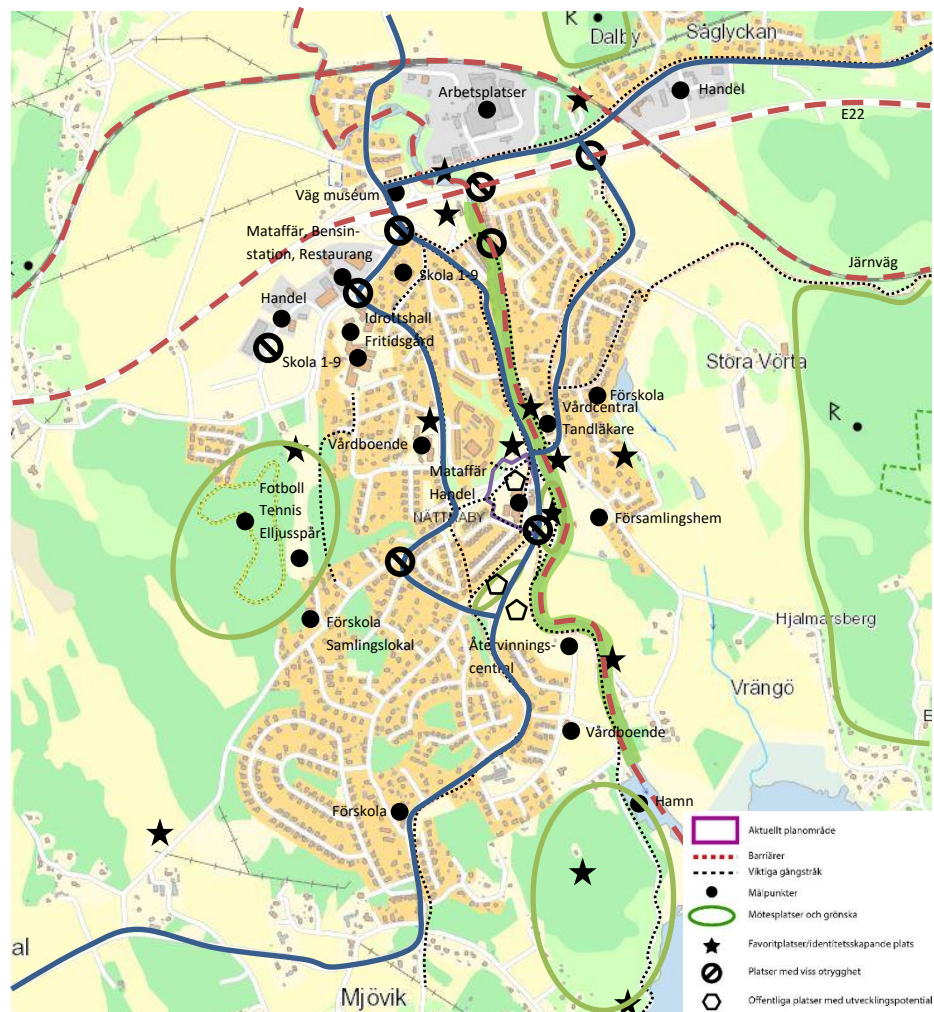 R
Dalby
Såglyckan
Arbetsplatser
Handel
E22
Väg muséum
Mataffär, Bensin-
station, Restaurang
Skola 1-9
Järnväg
Handel
Idrottshall
Fritidsgård
Skola 1-9
Stora Vörta
Förskola
Vårdcentral
Tandläkare
R
Vårdboende
Mataffär
Handel
Fotboll
Tennis
Elljusspår
Församlingshem
Hjalmarsberg
Förskola
Samlingslokal
Återvinnings-
central
Vrångö
E
Vårdboende
Hamn
Förskola
al
Mjövik
Aktuellt planområde
Barriärer
Viktiga gångstråk
Målpunkter
Mötesplatser och grönska
Favoritplatser/identitetsskapande plats
Platser med viss otrygghet
Offentliga platser med utvecklingspotential